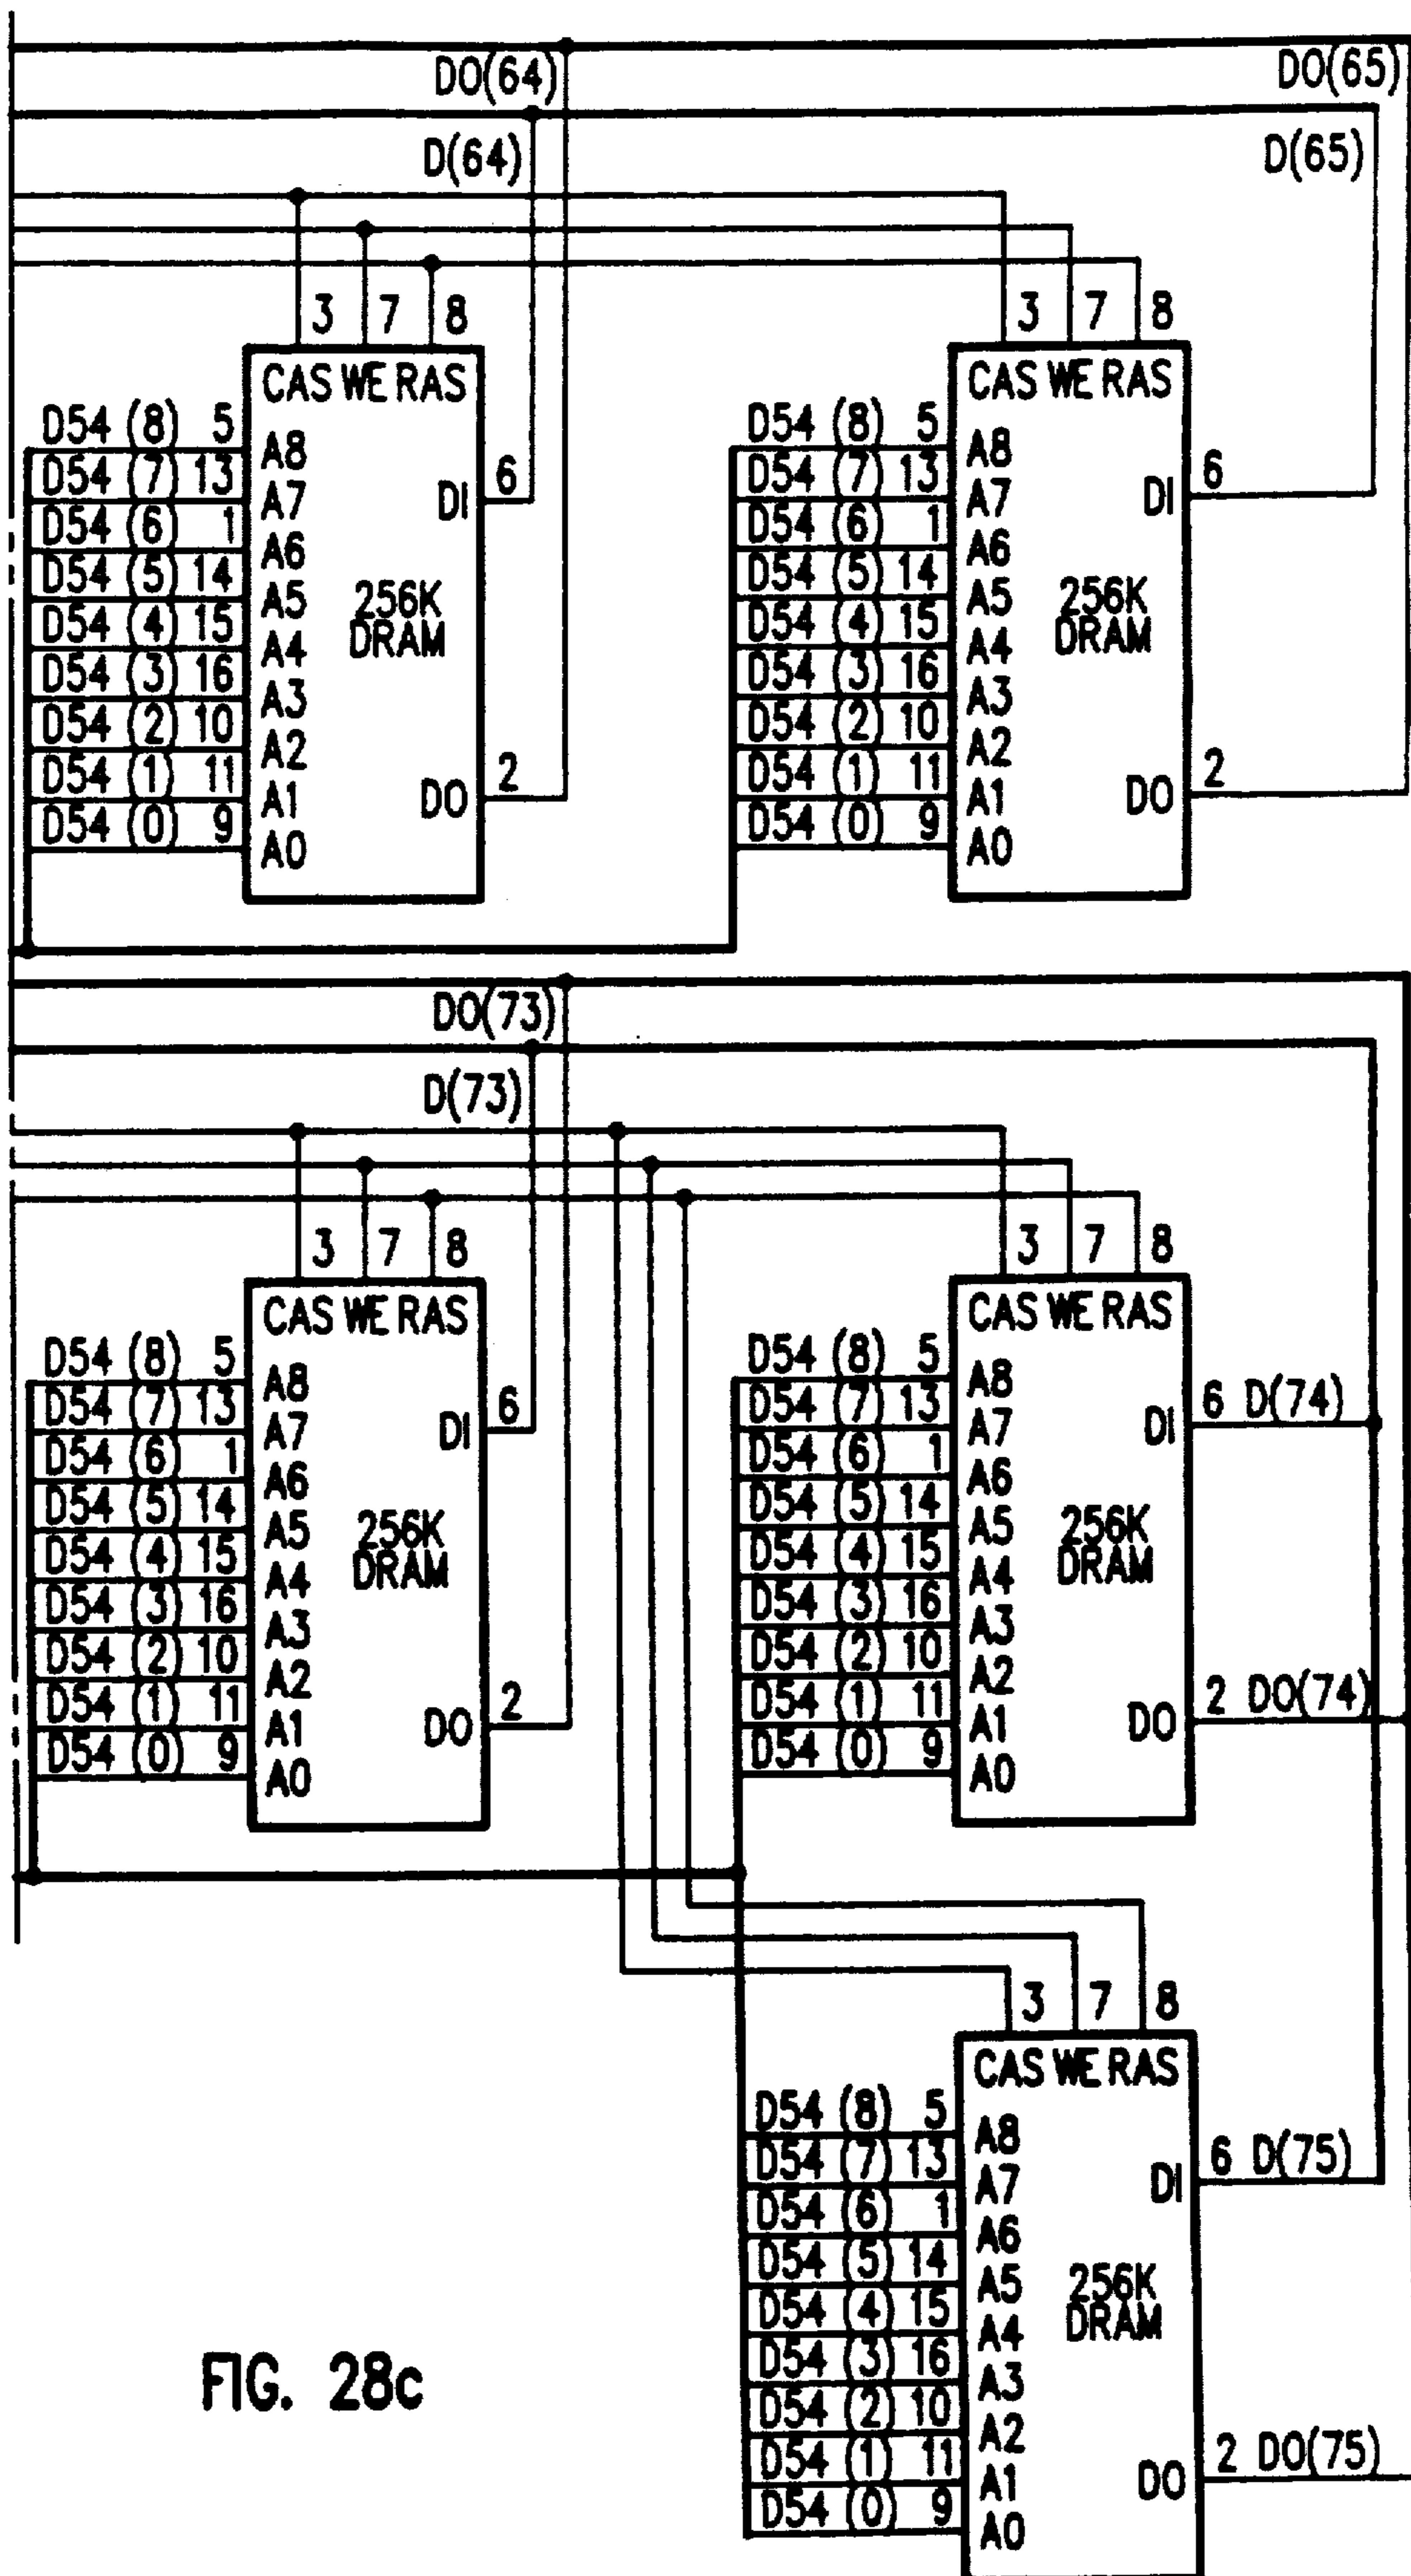 DO(64) DO(65)
D(64) D(65)
3 7 8 3 7 8
CAS WE RAS CAS WE RAS
D54 (8) 5 A8 D54 (8) 5 A8
D54 (7) 13 A7 DI 6 D54 (7) 13 A7 DI 6
D54 (6) 1 A6 D54 (6) 1 A6
D54 (5) 14 A5 256K D54 (5) 14 A5 256K
D54 (4) 15 A4 DRAM D54 (4) 15 A4 DRAM
D54 (3) 16 A3 D54 (3) 16 A3
D54 (2) 10 A2 D54 (2) 10 A2
D54 (1) 11 A1 DO 2 D54 (1) 11 A1 DO 2
D54 (0) 9 A0 D54 (0) 9 A0
DO(73)
D(73)
3 7 8 3 7 8
CAS WE RAS CAS WE RAS
D54 (8) 5 A8 D54 (8) 5 A8
D54 (7) 13 A7 DI 6 D54 (7) 13 A7 DI 6 D(74)
D54 (6) 1 A6 D54 (6) 1 A6
D54 (5) 14 A5 256K D54 (5) 14 A5 256K
D54 (4) 15 A4 DRAM D54 (4) 15 A4 DRAM
D54 (3) 16 A3 D54 (3) 16 A3
D54 (2) 10 A2 D54 (2) 10 A2
D54 (1) 11 A1 DO 2 D54 (1) 11 A1 DO 2 DO(74)
D54 (0) 9 A0 D54 (0) 9 A0
3 7 8
CAS WE RAS
D54 (8) 5 A8
D54 (7) 13 A7 DI 6 D(75)
D54 (6) 1 A6
D54 (5) 14 A5 256K
D54 (4) 15 A4 DRAM
D54 (3) 16 A3
D54 (2) 10 A2
D54 (1) 11 A1 DO 2 DO(75)
D54 (0) 9 A0
FIG. 28c